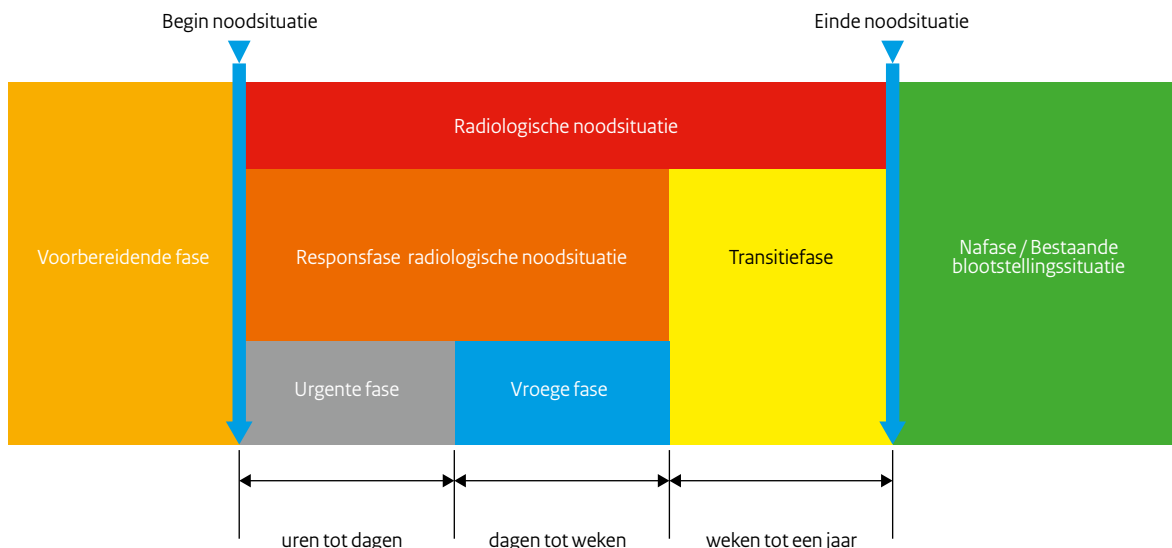 Begin noodsituatie
Einde noodsituatie
Radiologische noodsituatie
Voorbereidende fase
Responsfase radiologische noodsituatie
Transitiefase
Nafase / Bestaande
blootstellingssituatie
Urgente fase
Vroege fase
uren tot dagen
dagen tot weken
weken tot een jaar